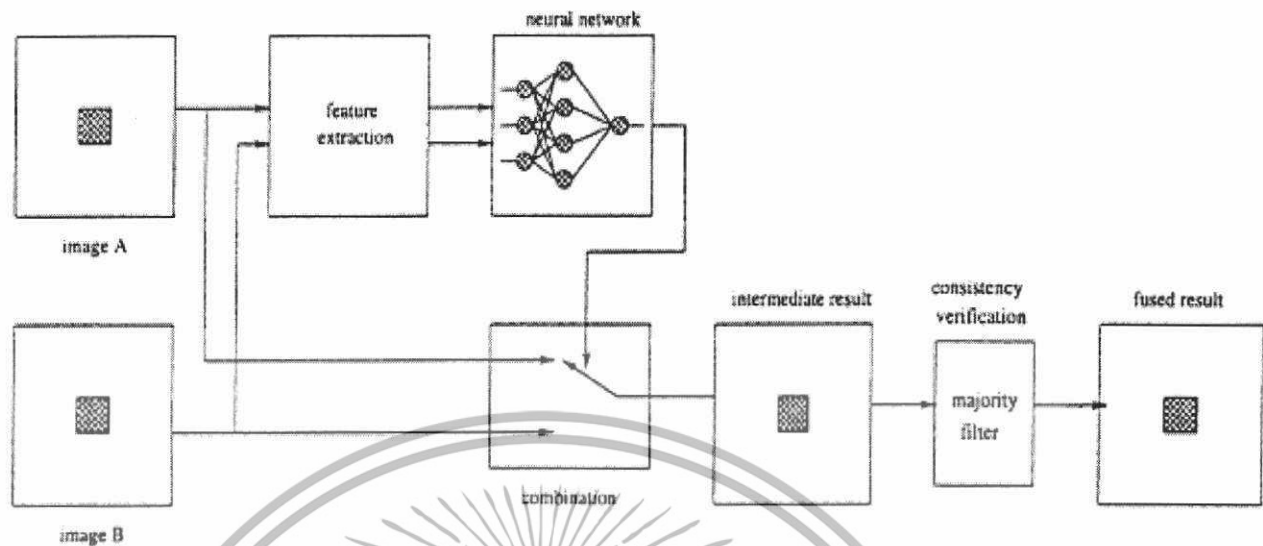 neural network
feature
extraction
image A
intermediate result
consistency
verification
fused result
majority
filter
combination
image B